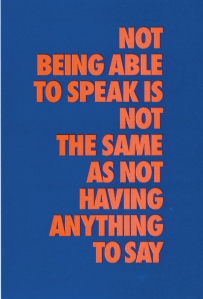 NOT
BEING ABLE
TO SPEAK IS
NOT
THE SAME
AS NOT
HAVING
ANYTHING
TO SAY